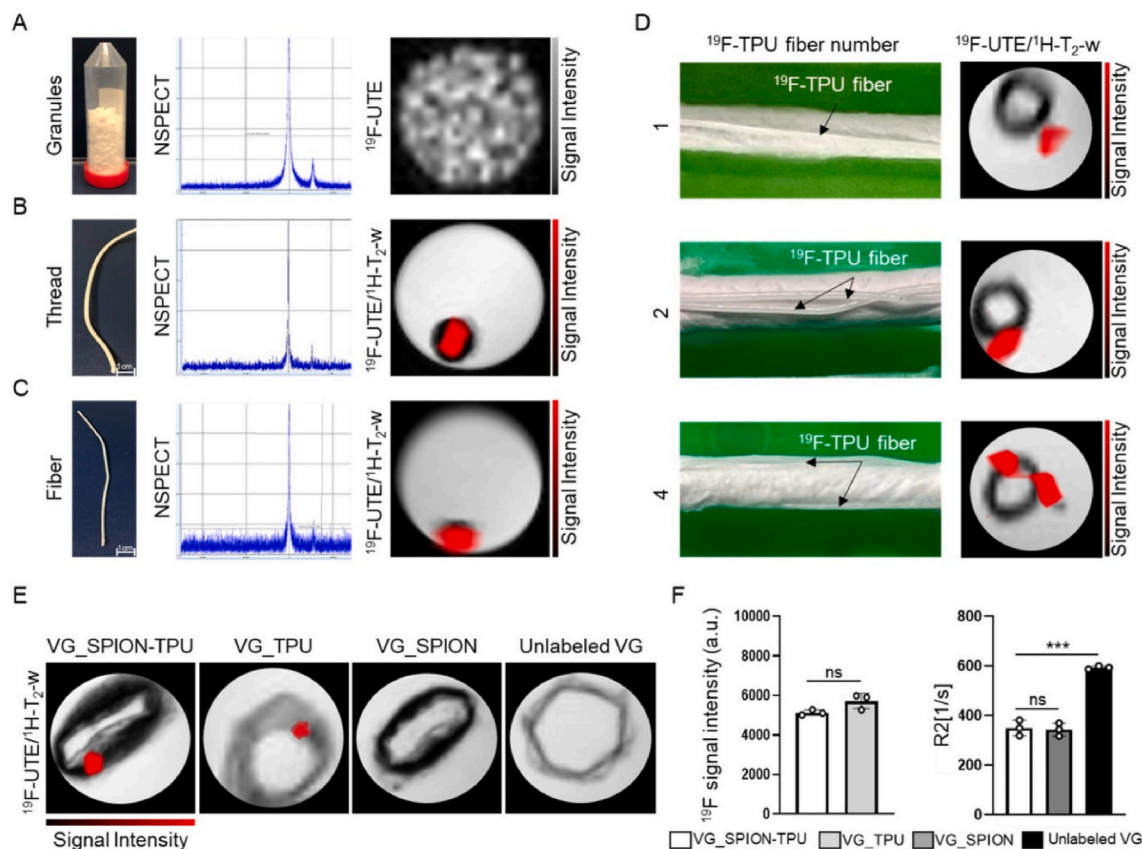 A
Granules
NSPECT
¹⁹F-UTE
Signal Intensity
B
Thread
1 cm
NSPECT
¹⁹F-UTE/¹H-T₂-w
Signal Intensity
C
Fiber
1 cm
NSPECT
¹⁹F-UTE/¹H-T₂-w
Signal Intensity
D
¹⁹F-TPU fiber number
¹⁹F-UTE/¹H-T₂-w
1
¹⁹F-TPU fiber
Signal Intensity
2
¹⁹F-TPU fiber
Signal Intensity
4
¹⁹F-TPU fiber
Signal Intensity
E
VG_SPION-TPU VG_TPU VG_SPION Unlabeled VG
¹⁹F-UTE/¹H-T₂-w
Signal Intensity
F
¹⁹F signal intensity (a.u.)
10000
8000
6000
4000
2000
0
ns
R2[1/s]
800
600
400
200
0
***
ns
VG_SPION-TPU VG_TPU VG_SPION Unlabeled VG